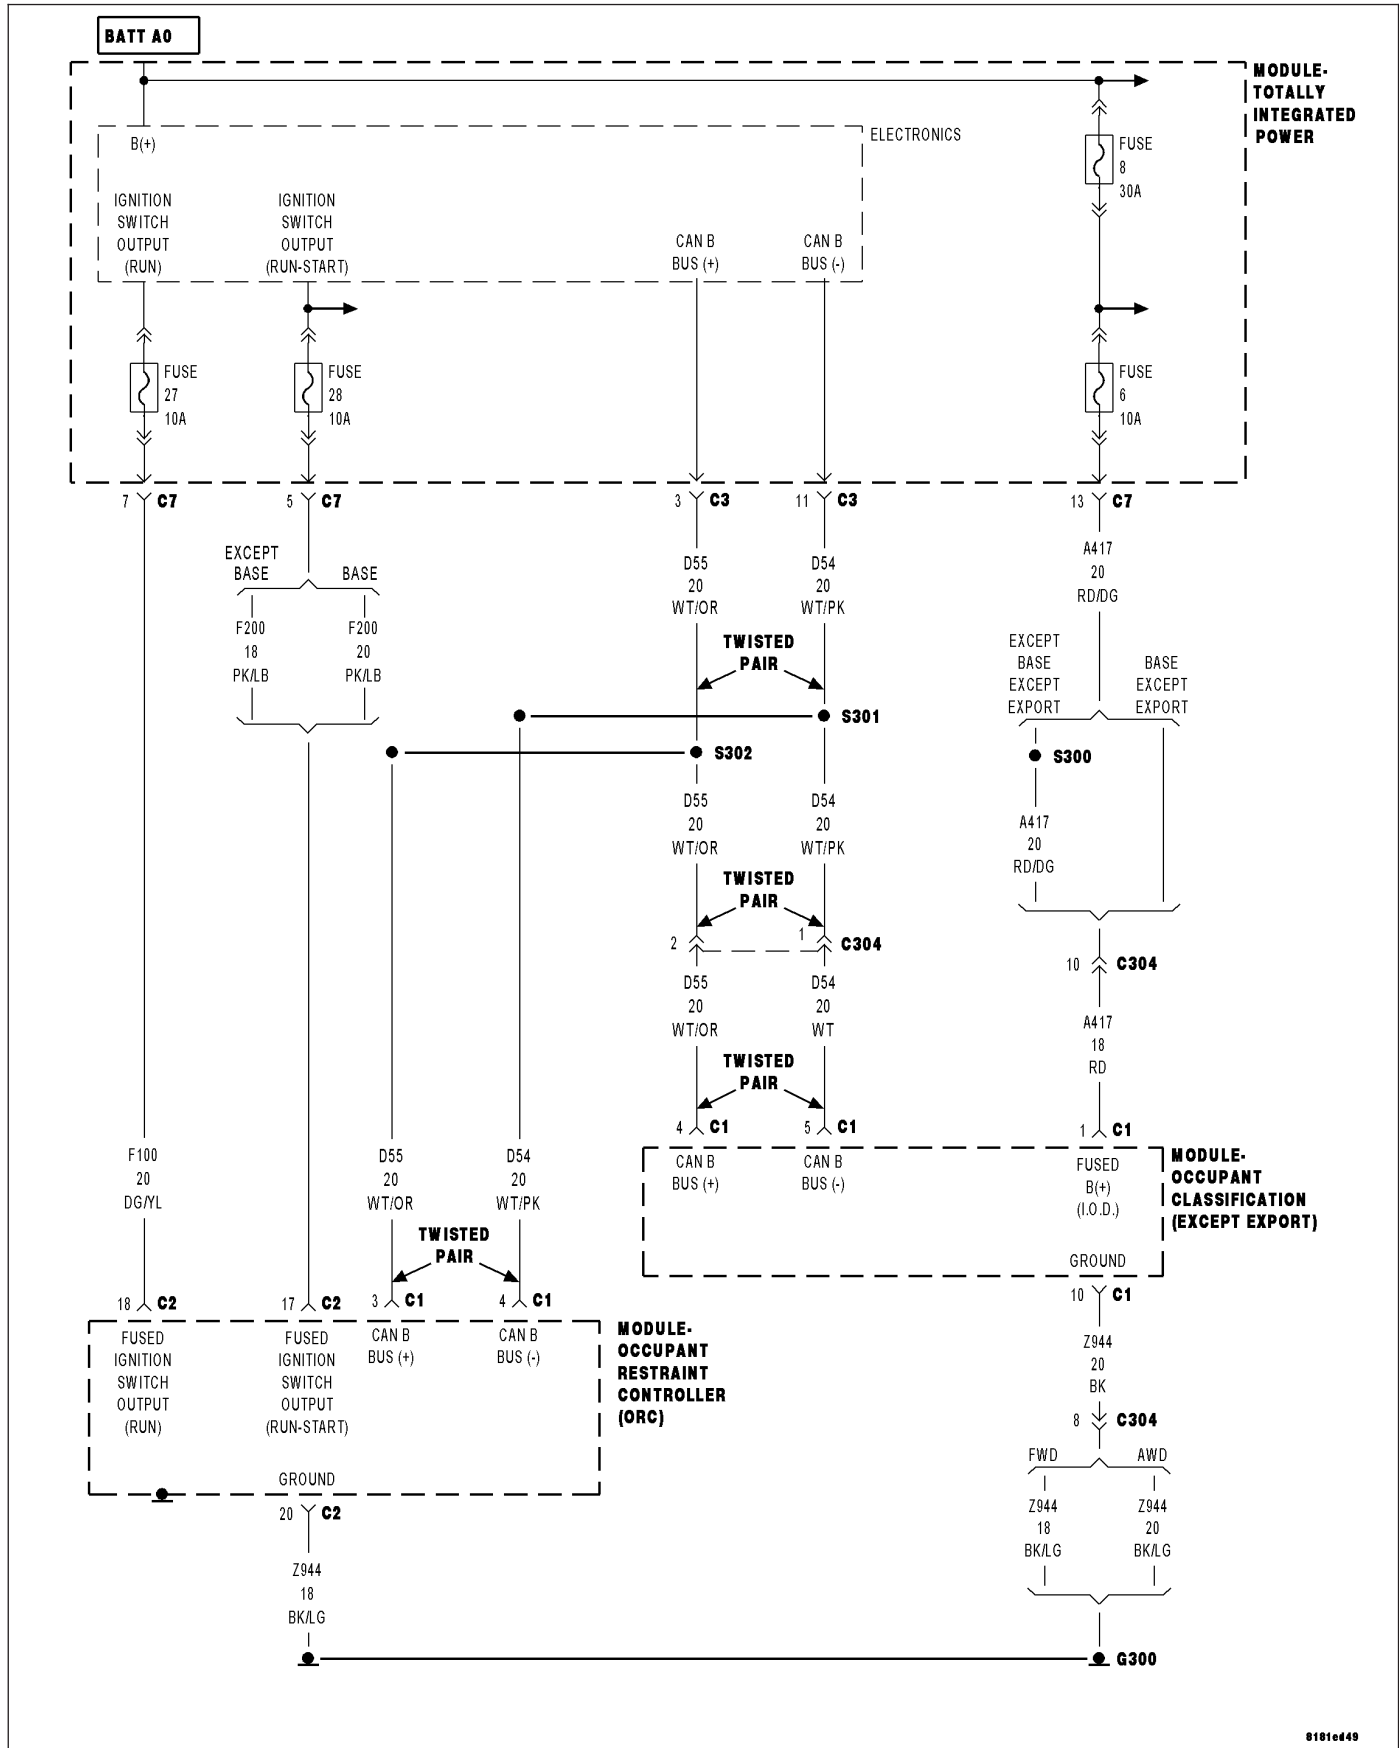 BATT A0
MODULE-
TOTALLY
INTEGRATED
POWER
ELECTRONICS
B(+)
IGNITION
SWITCH
OUTPUT
(RUN)
IGNITION
SWITCH
OUTPUT
(RUN-START)
CAN B
BUS (+)
CAN B
BUS (-)
FUSE
8
30A
FUSE
27
10A
FUSE
28
10A
FUSE
6
10A
7 C7
5 C7
3 C3
11 C3
13 C7
EXCEPT
BASE
BASE
F200
18
PK/LB
F200
20
PK/LB
D55
20
WT/OR
D54
20
WT/PK
A417
20
RD/DG
TWISTED
PAIR
EXCEPT
BASE
EXCEPT
EXPORT
BASE
EXCEPT
EXPORT
S301
S302
S300
D55
20
WT/OR
D54
20
WT/PK
A417
20
RD/DG
TWISTED
PAIR
2
1
C304
10 C304
D55
20
WT/OR
D54
20
WT
A417
18
RD
TWISTED
PAIR
4 C1
5 C1
1 C1
F100
20
DG/YL
D55
20
WT/OR
D54
20
WT/PK
CAN B
BUS (+)
CAN B
BUS (-)
FUSED
B(+)
(I.O.D.)
GROUND
MODULE-
OCCUPANT
CLASSIFICATION
(EXCEPT EXPORT)
TWISTED
PAIR
18 C2
17 C2
3 C1
4 C1
10 C1
FUSED
IGNITION
SWITCH
OUTPUT
(RUN)
FUSED
IGNITION
SWITCH
OUTPUT
(RUN-START)
CAN B
BUS (+)
CAN B
BUS (-)
MODULE-
OCCUPANT
RESTRAINT
CONTROLLER
(ORC)
Z944
20
BK
8 C304
GROUND
20 C2
FWD
AWD
Z944
18
BK/LG
Z944
20
BK/LG
Z944
18
BK/LG
G300
8181ed49